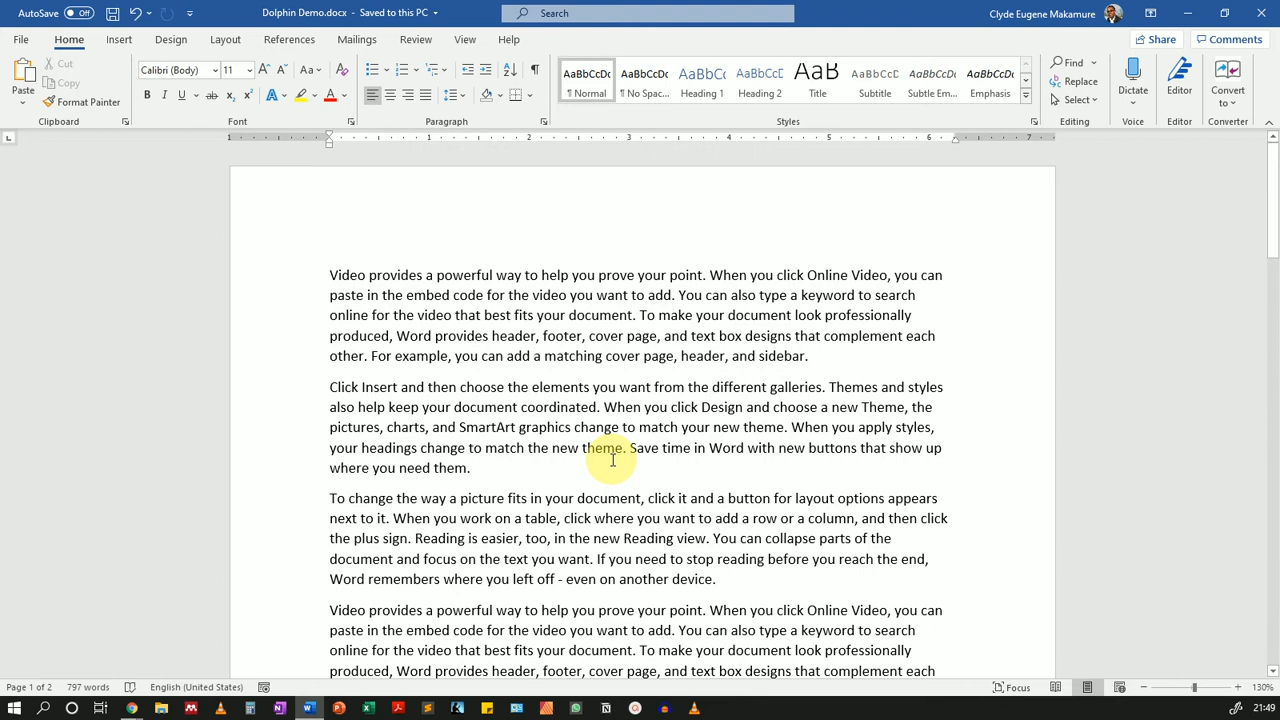 AutoSave Off Dolphin Demo.docx - Saved to this PC Search Clyde Eugene Makamure
File Home Insert Design Layout References Mailings Review View Help Share Comments
Paste Cut Copy Format Painter
Calibri (Body) 11
AaBbCcDc AaBbCcDc AaBbCc AaBbCcD AaB AaBbCcD AaBbCcDc AaBbCcDc
¶ Normal ¶ No Spac... Heading 1 Heading 2 Title Subtitle Subtle Em... Emphasis
Find Replace Select Dictate Editor Convert to
Clipboard Font Paragraph Styles Editing Voice Editor Converter
1 1 2 3 4 5 6 7
Video provides a powerful way to help you prove your point. When you click Online Video, you can
paste in the embed code for the video you want to add. You can also type a keyword to search
online for the video that best fits your document. To make your document look professionally
produced, Word provides header, footer, cover page, and text box designs that complement each
other. For example, you can add a matching cover page, header, and sidebar.
Click Insert and then choose the elements you want from the different galleries. Themes and styles
also help keep your document coordinated. When you click Design and choose a new Theme, the
pictures, charts, and SmartArt graphics change to match your new theme. When you apply styles,
your headings change to match the new theme. Save time in Word with new buttons that show up
where you need them.
To change the way a picture fits in your document, click it and a button for layout options appears
next to it. When you work on a table, click where you want to add a row or a column, and then click
the plus sign. Reading is easier, too, in the new Reading view. You can collapse parts of the
document and focus on the text you want. If you need to stop reading before you reach the end,
Word remembers where you left off - even on another device.
Video provides a powerful way to help you prove your point. When you click Online Video, you can
paste in the embed code for the video you want to add. You can also type a keyword to search
online for the video that best fits your document. To make your document look professionally
produced, Word provides header, footer, cover page, and text box designs that complement each
Page 1 of 2 797 words English (United States) Focus 130%
21:49